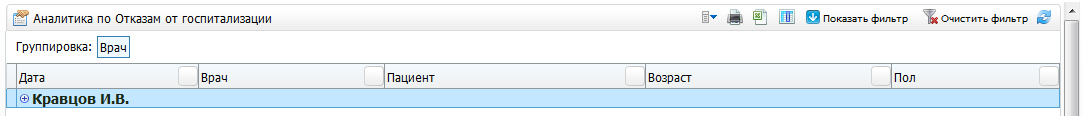 Аналитика по Отказам от госпитализации Показать фильтр Очистить фильтр
Группировка: Врач
Дата Врач Пациент Возраст Пол
Кравцов И.В.